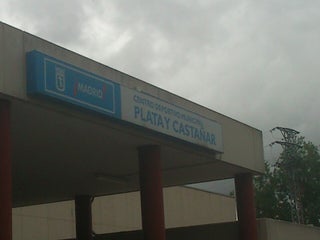 ¡MADRID!
CENTRO DEPORTIVO MUNICIPAL
PLATA Y CASTAÑAR